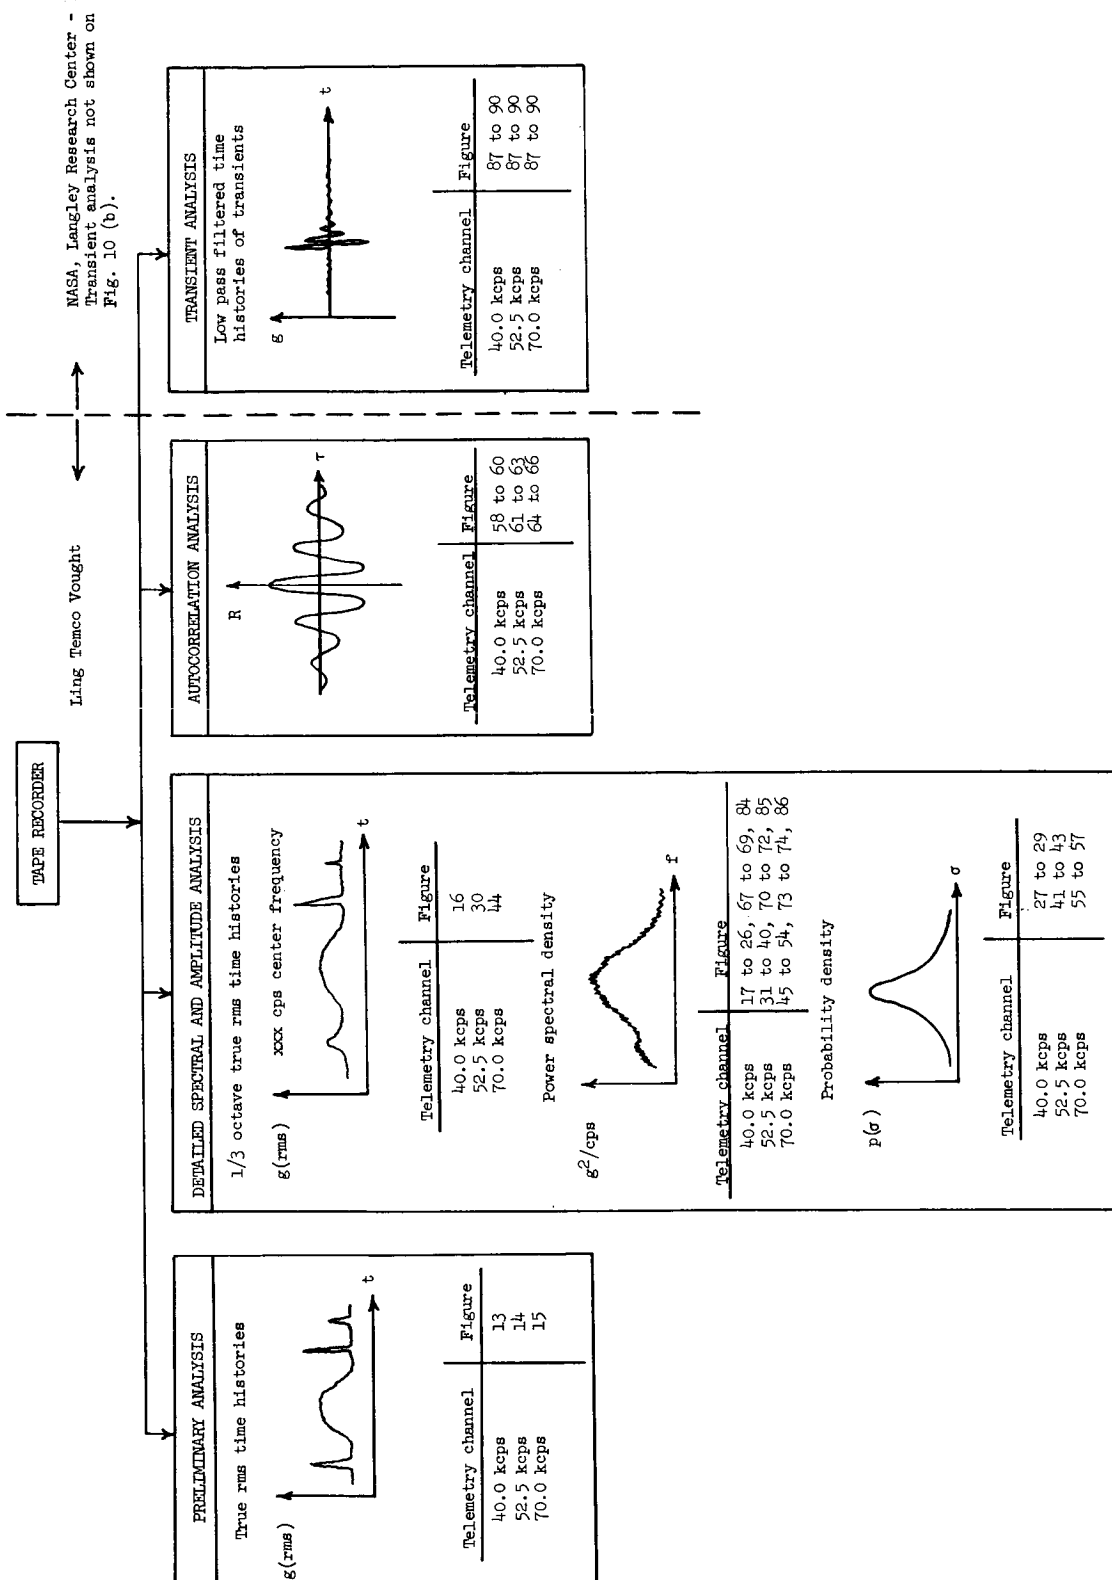 TAPE RECORDER
Ling Temco Vought
NASA, Langley Research Center -
Transient analysis not shown on
Fig. 10 (b).
PRELIMINARY ANALYSIS
True rms time histories
g(rms)
t
Telemetry channel Figure
40.0 kcps 13
52.5 kcps 14
70.0 kcps 15
DETAILED SPECTRAL AND AMPLITUDE ANALYSIS
1/3 octave true rms time histories
g(rms) xxx cps center frequency
t
Telemetry channel Figure
40.0 kcps 16
52.5 kcps 30
70.0 kcps 44
Power spectral density
g²/cps
f
Telemetry channel Figure
40.0 kcps 17 to 26, 67 to 69, 84
52.5 kcps 31 to 40, 70 to 72, 85
70.0 kcps 45 to 54, 73 to 74, 86
Probability density
p(σ)
σ
Telemetry channel Figure
40.0 kcps 27 to 29
52.5 kcps 41 to 43
70.0 kcps 55 to 57
AUTOCORRELATION ANALYSIS
R
τ
Telemetry channel Figure
40.0 kcps 58 to 60
52.5 kcps 61 to 63
70.0 kcps 64 to 66
TRANSIENT ANALYSIS
Low pass filtered time
histories of transients
g
t
Telemetry channel Figure
40.0 kcps 87 to 90
52.5 kcps 87 to 90
70.0 kcps 87 to 90